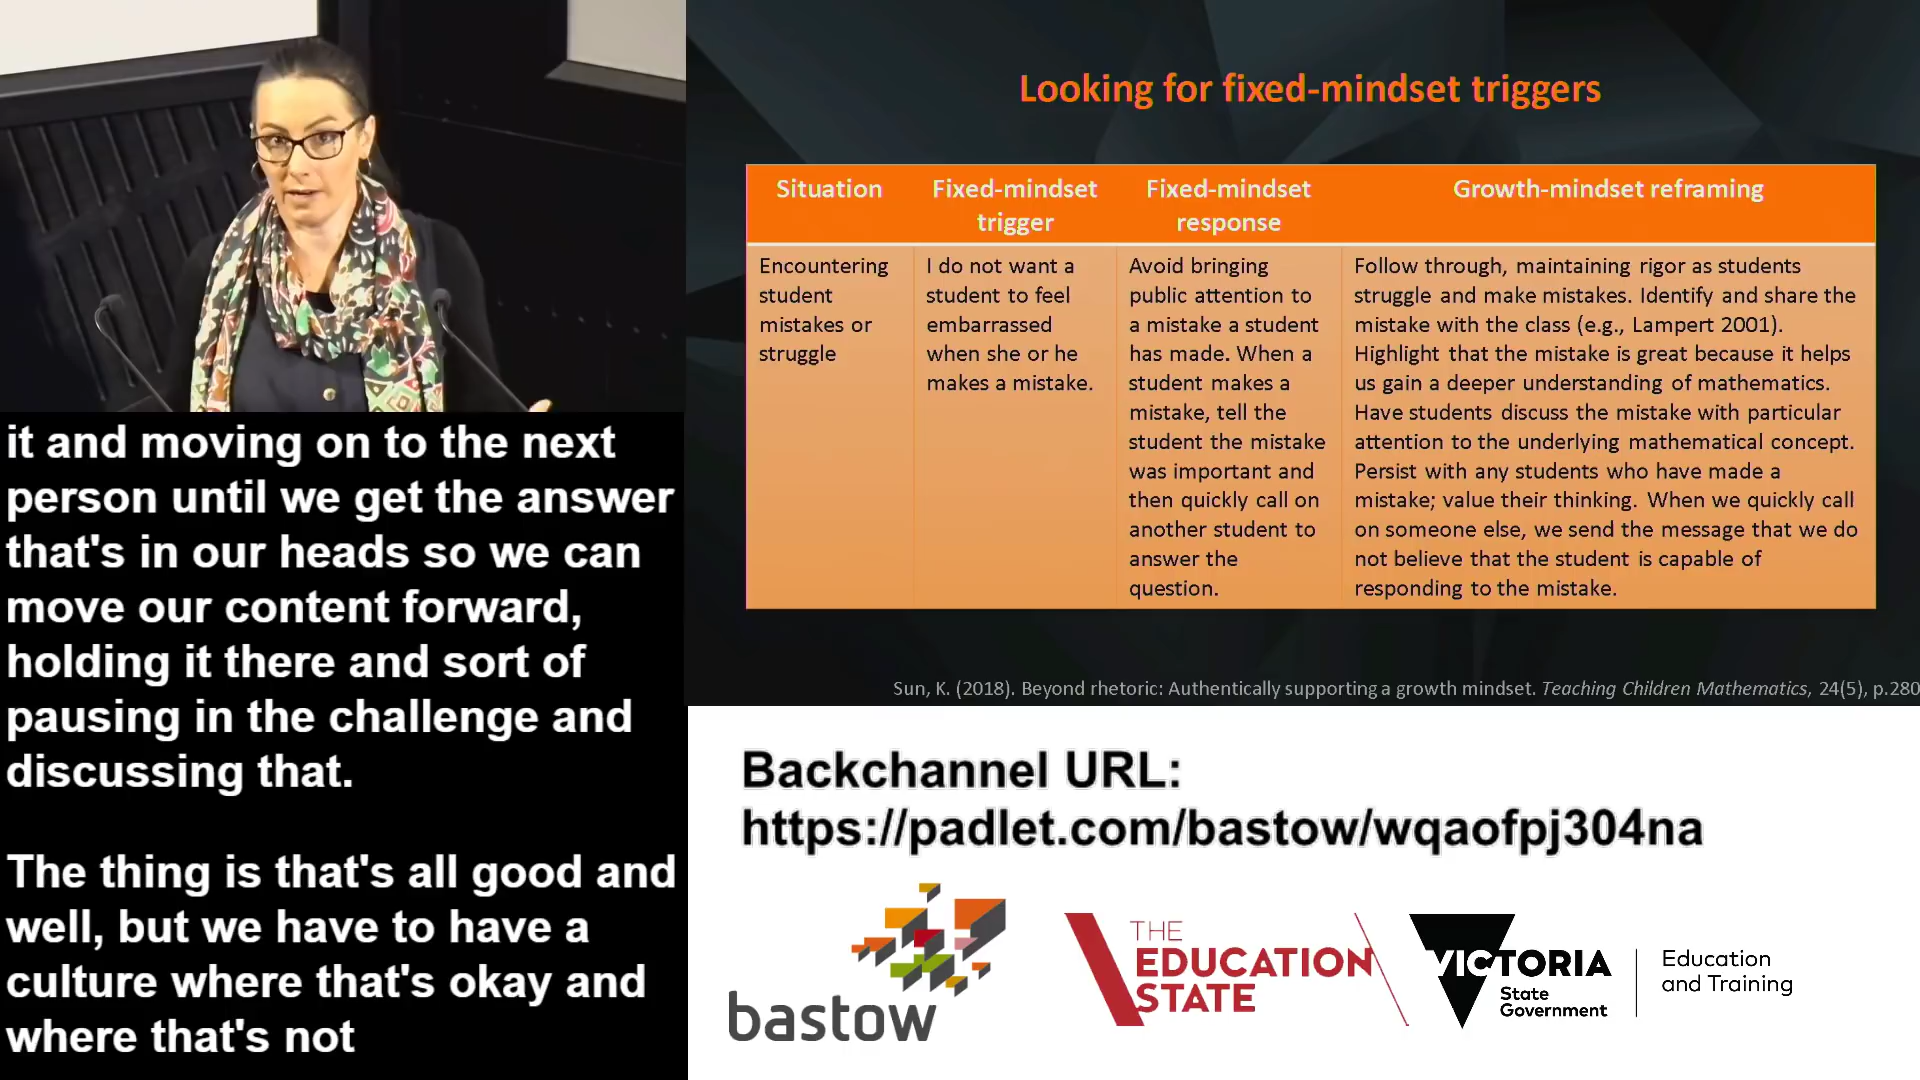 Looking for fixed-mindset triggers
Situation
Fixed-mindset
trigger
Fixed-mindset
response
Growth-mindset reframing
Encountering
student
mistakes or
struggle
I do not want a
student to feel
embarrassed
when she or he
makes a mistake.
Avoid bringing
public attention to
a mistake a student
has made. When a
student makes a
mistake, tell the
student the mistake
was important and
then quickly call on
another student to
answer the
question.
Follow through, maintaining rigor as students
struggle and make mistakes. Identify and share the
mistake with the class (e.g., Lampert 2001).
Highlight that the mistake is great because it helps
us gain a deeper understanding of mathematics.
Have students discuss the mistake with particular
attention to the underlying mathematical concept.
Persist with any students who have made a
mistake; value their thinking. When we quickly call
on someone else, we send the message that we do
not believe that the student is capable of
responding to the mistake.
Sun, K. (2018). Beyond rhetoric: Authentically supporting a growth mindset. Teaching Children Mathematics, 24(5), p.280
it and moving on to the next
person until we get the answer
that's in our heads so we can
move our content forward,
holding it there and sort of
pausing in the challenge and
discussing that.
The thing is that's all good and
well, but we have to have a
culture where that's okay and
where that's not
Backchannel URL:
https://padlet.com/bastow/wqaofpj304na
bastow
THE
EDUCATION
STATE
VICTORIA
State
Government
Education
and Training